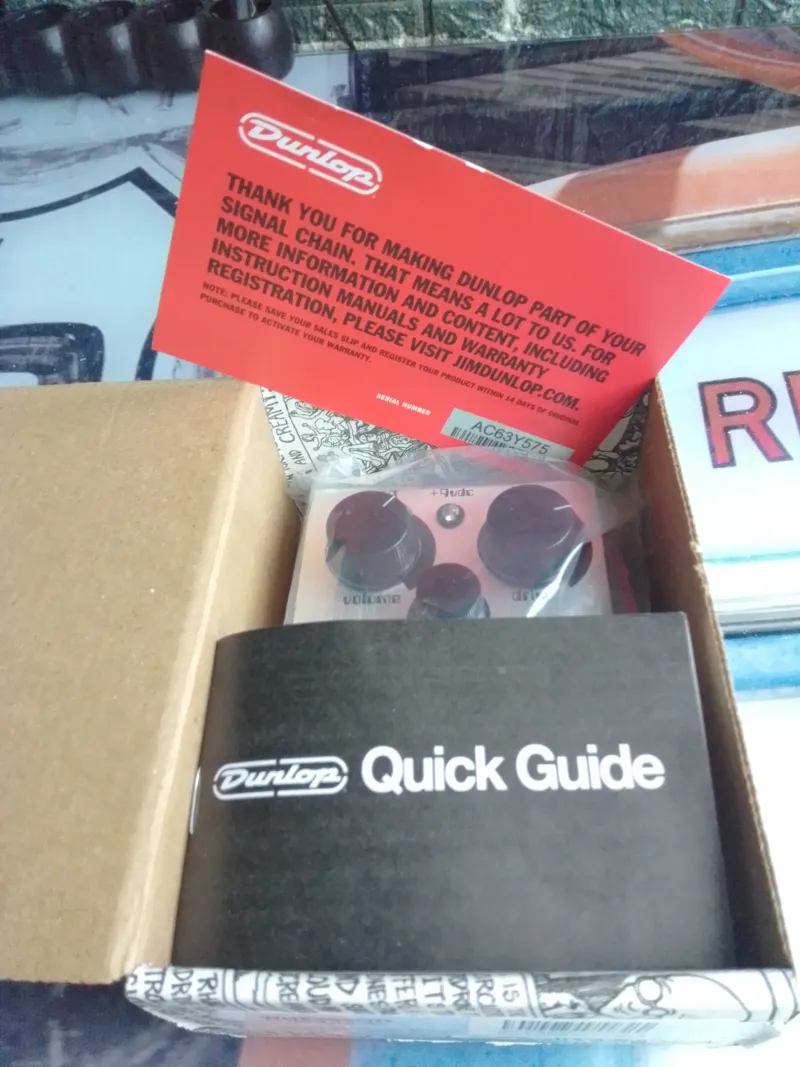 Dunlop
THANK YOU FOR MAKING DUNLOP PART OF YOUR
SIGNAL CHAIN. THAT MEANS A LOT TO US. FOR
MORE INFORMATION AND CONTENT, INCLUDING
INSTRUCTION MANUALS AND WARRANTY
REGISTRATION, PLEASE VISIT JIMDUNLOP.COM.
NOTE: PLEASE SAVE YOUR SALES SLIP AND REGISTER YOUR PRODUCT WITHIN 14 DAYS OF ORIGINAL
PURCHASE TO ACTIVATE YOUR WARRANTY.
SERIAL NUMBER
AC63Y575
AND CREAM
+9vdc
volume
Dunlop Quick Guide
IS